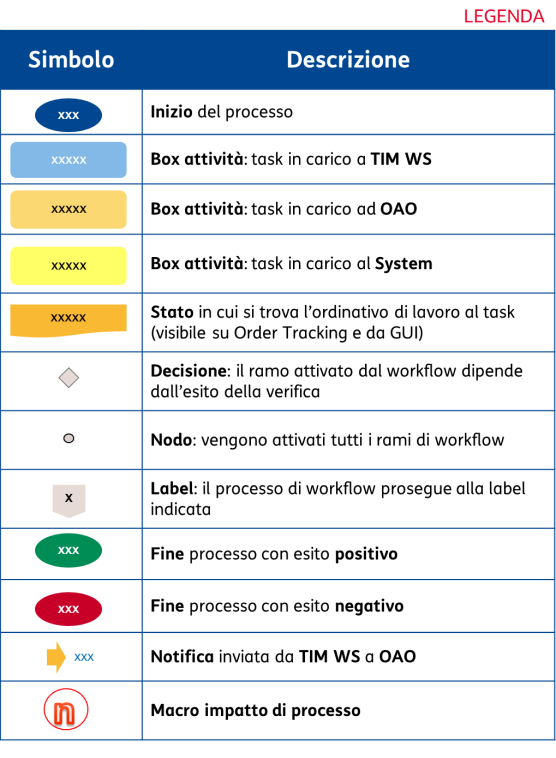 LEGENDA
Simbolo Descrizione
xxx Inizio del processo
xxxxx Box attività: task in carico a TIM WS
xxxxx Box attività: task in carico ad OAO
xxxxx Box attività: task in carico al System
xxxxx Stato in cui si trova l'ordinativo di lavoro al task
(visibile su Order Tracking e da GUI)
Decisione: il ramo attivato dal workflow dipende
dall'esito della verifica
Nodo: vengono attivati tutti i rami di workflow
x Label: il processo di workflow prosegue alla label
indicata
xxx Fine processo con esito positivo
xxx Fine processo con esito negativo
xxx Notifica inviata da TIM WS a OAO
n Macro impatto di processo